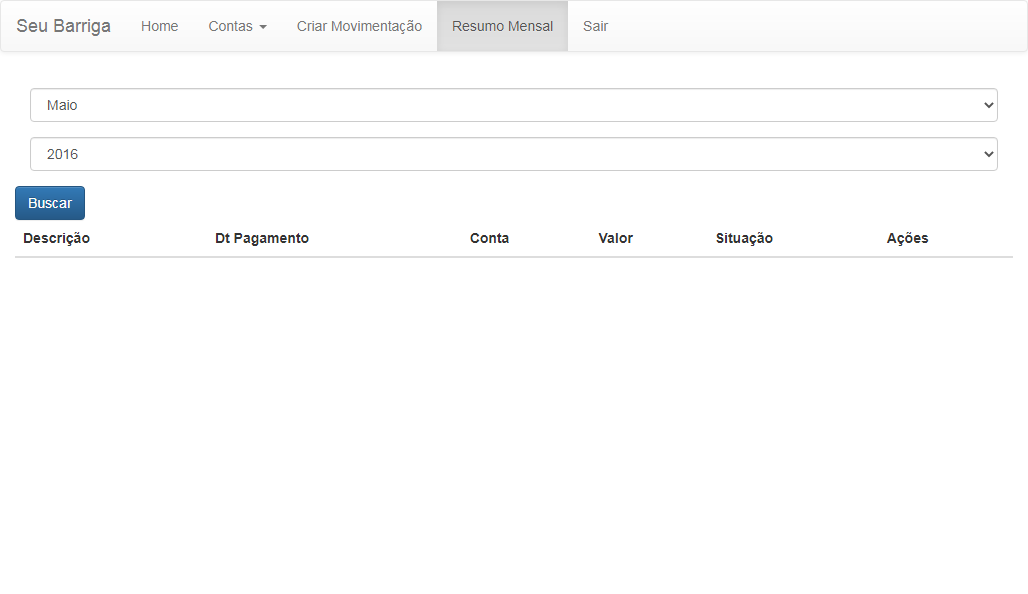 Seu Barriga Home Contas Criar Movimentação Resumo Mensal Sair
Maio
2016
Buscar
Descrição Dt Pagamento Conta Valor Situação Ações